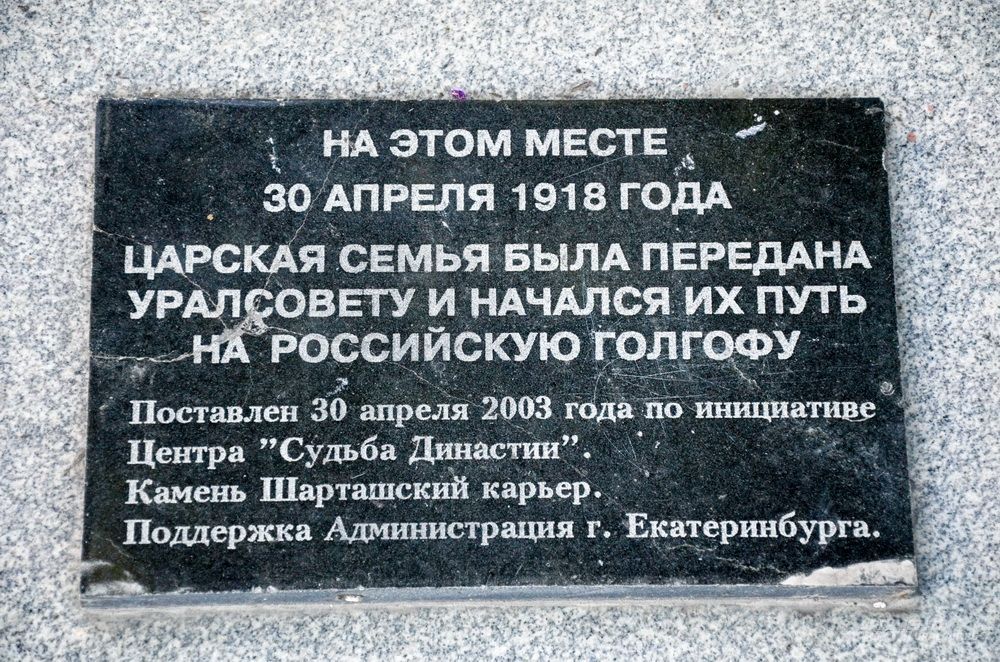 НА ЭТОМ МЕСТЕ
30 АПРЕЛЯ 1918 ГОДА
ЦАРСКАЯ СЕМЬЯ БЫЛА ПЕРЕДАНА
УРАЛСОВЕТУ И НАЧАЛСЯ ИХ ПУТЬ
НА РОССИЙСКУЮ ГОЛГОФУ
Поставлен 30 апреля 2003 года по инициативе
Центра ”Судьба Династии”.
Камень Шарташский карьер.
Поддержка Администрация г. Екатеринбурга.